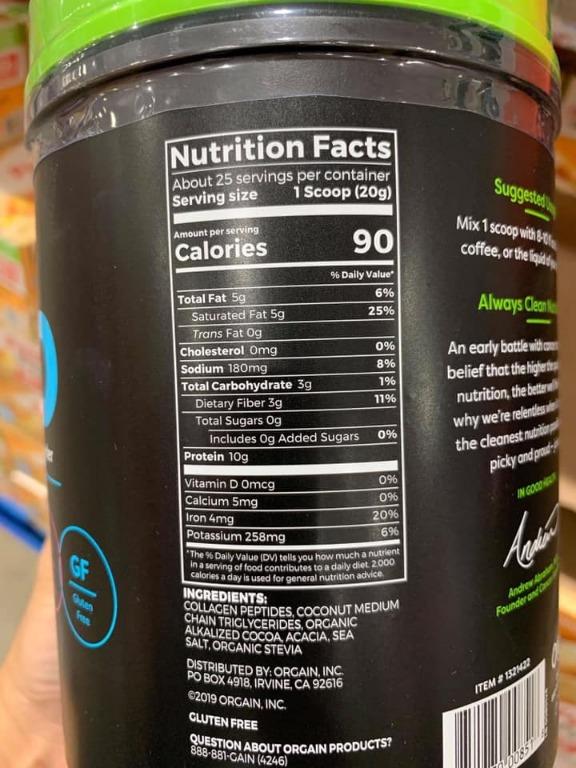 Nutrition Facts
About 25 servings per container
Serving size 1 Scoop (20g)
Amount per serving
Calories 90
% Daily Value*
Total Fat 5g 6%
Saturated Fat 5g 25%
Trans Fat 0g
Cholesterol 0mg 0%
Sodium 180mg 8%
Total Carbohydrate 3g 1%
Dietary Fiber 3g 11%
Total Sugars 0g
Includes 0g Added Sugars 0%
Protein 10g
Vitamin D 0mcg 0%
Calcium 5mg 0%
Iron 4mg 20%
Potassium 258mg 6%
*The % Daily Value (DV) tells you how much a nutrient
in a serving of food contributes to a daily diet. 2,000
calories a day is used for general nutrition advice.
INGREDIENTS:
COLLAGEN PEPTIDES, COCONUT MEDIUM
CHAIN TRIGLYCERIDES, ORGANIC
ALKALIZED COCOA, ACACIA, SEA
SALT, ORGANIC STEVIA
DISTRIBUTED BY: ORGAIN, INC.
PO BOX 4918, IRVINE, CA 92616
©2019 ORGAIN, INC.
GLUTEN FREE
QUESTION ABOUT ORGAIN PRODUCTS?
888-881-GAIN (4246)
GF
Gluten
Free
Suggested
Mix 1 scoop with 8-10
coffee, or the liquid of
Always Clean
An early battle with
belief that the higher the
nutrition, the better
why we're relentless
the cleanest nutrition
picky and proud
IN GOOD HEALTH
Andrew
Founder and
ITEM # 1321422